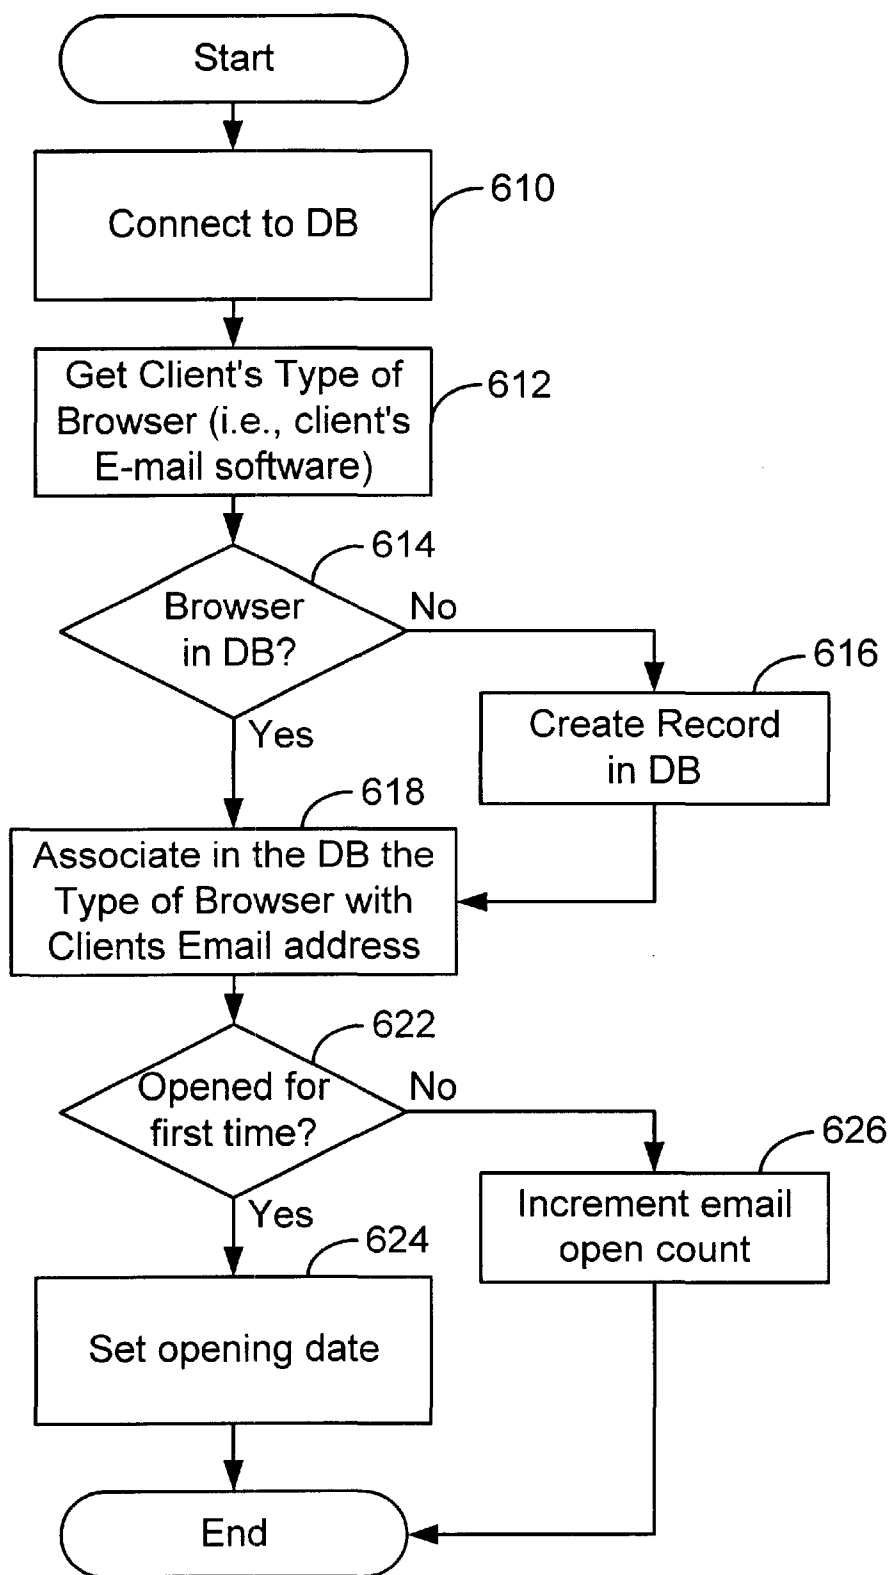 Start
Connect to DB
610
Get Client's Type of
Browser (i.e., client's
E-mail software)
612
614
Browser
in DB?
No
Yes
616
Create Record
in DB
618
Associate in the DB the
Type of Browser with
Clients Email address
622
Opened for
first time?
No
Yes
626
Increment email
open count
624
Set opening date
End